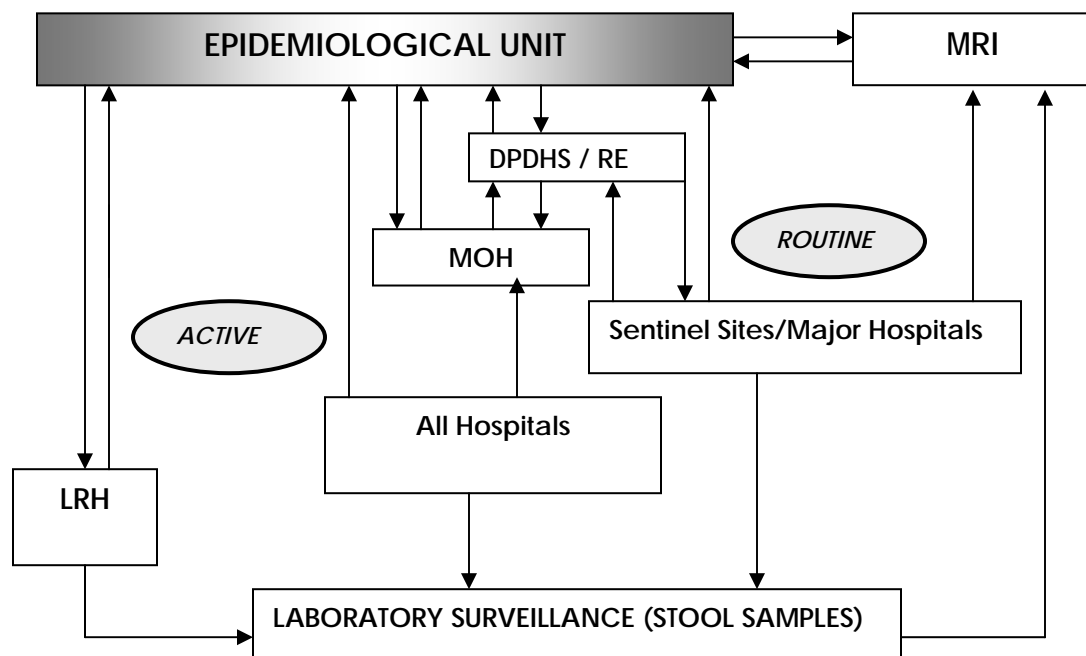 EPIDEMIOLOGICAL UNIT
MRI
DPDHS / RE
MOH
ROUTINE
ACTIVE
Sentinel Sites/Major Hospitals
All Hospitals
LRH
LABORATORY SURVEILLANCE (STOOL SAMPLES)